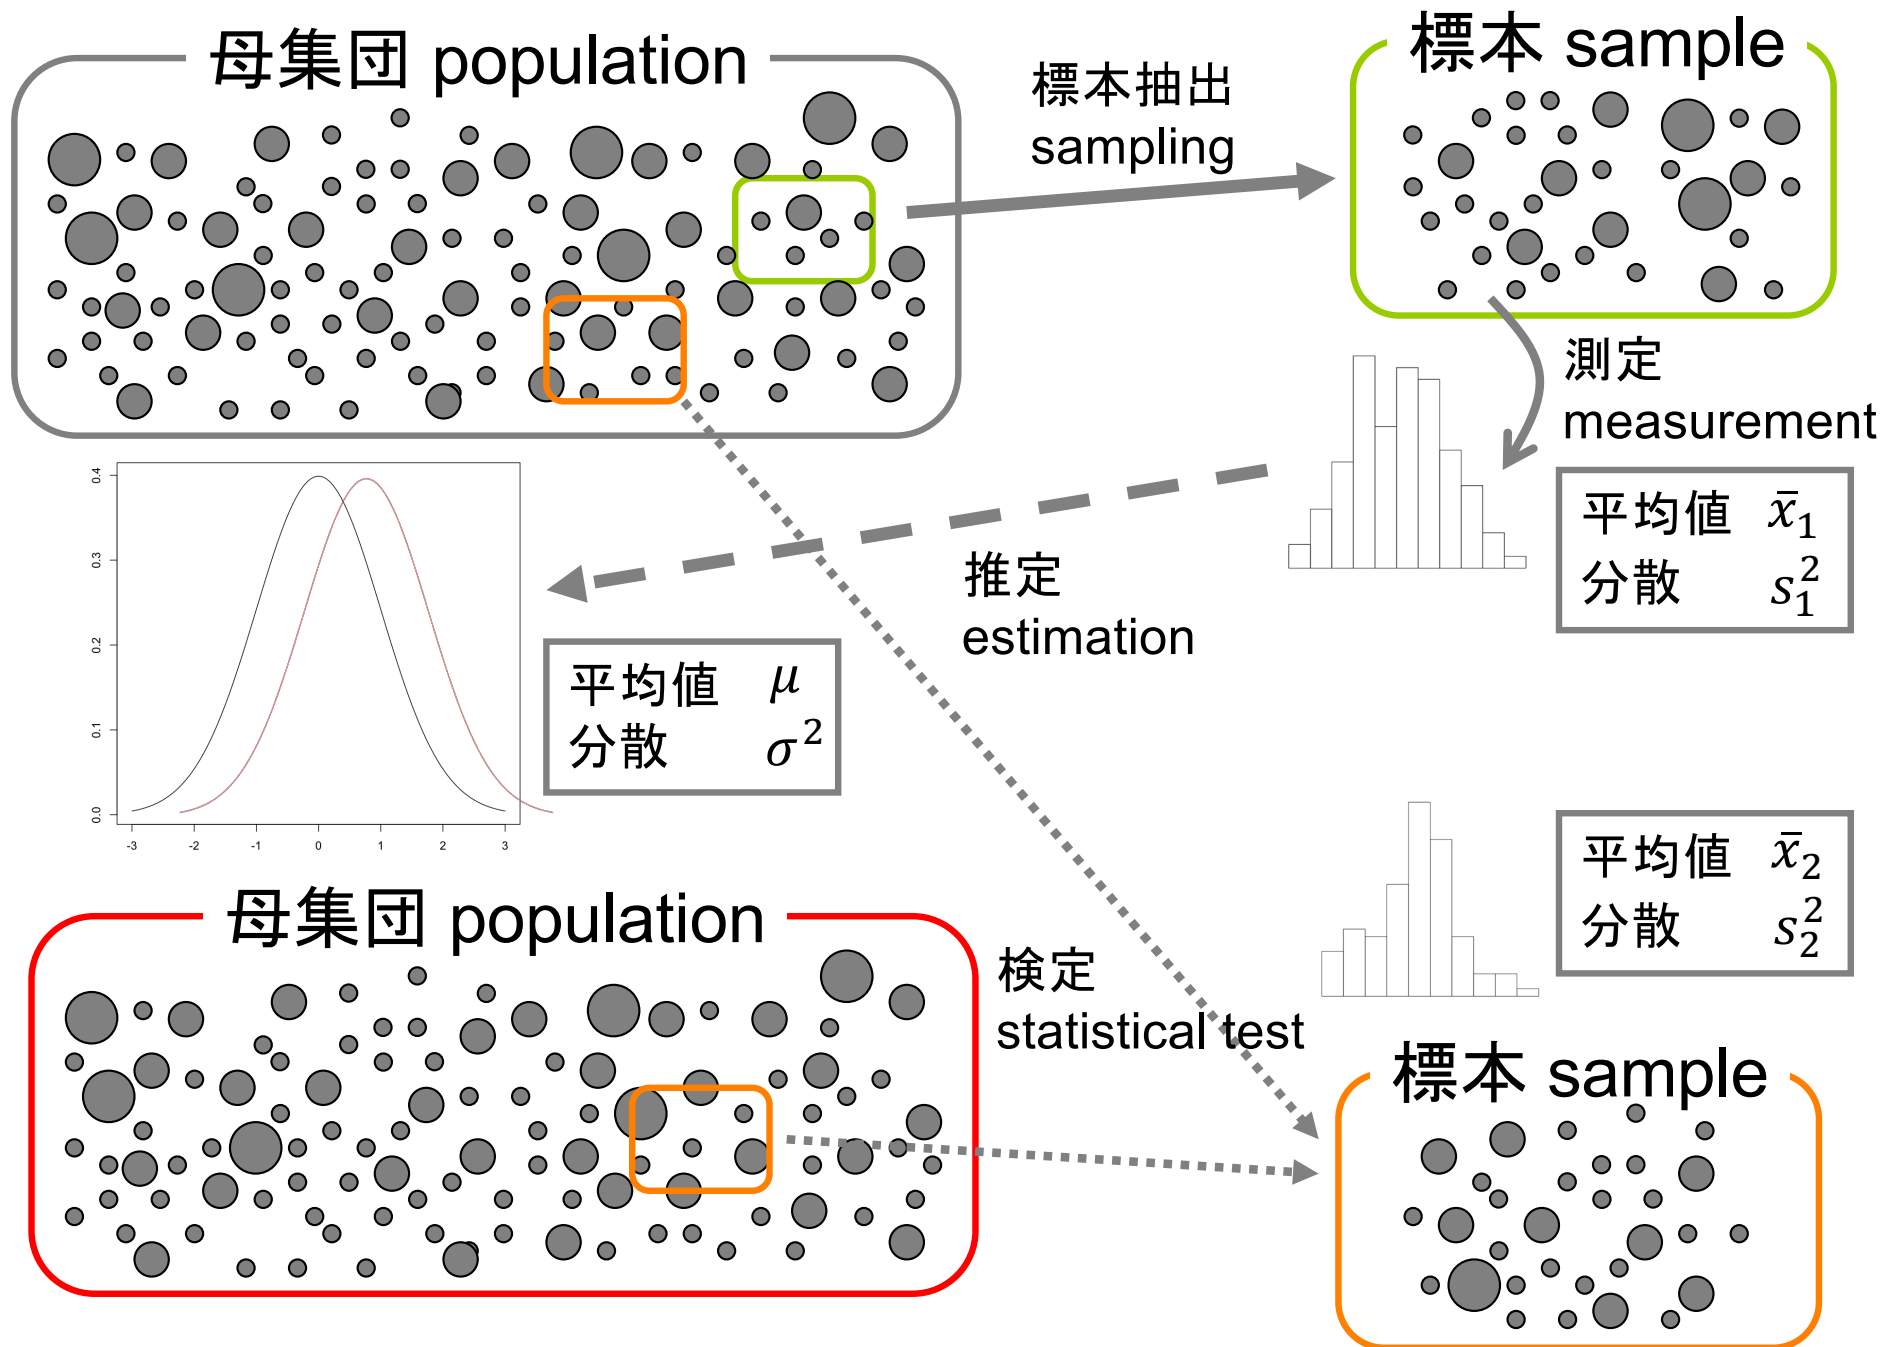 母集団 population
標本抽出
sampling
標本 sample
測定
measurement
平均値 x̄₁
分散 s₁²
0.4
0.3
0.2
0.1
0.0
-3 -2 -1 0 1 2 3
推定
estimation
平均値 μ
分散 σ²
平均値 x̄₂
分散 s₂²
母集団 population
検定
statistical test
標本 sample